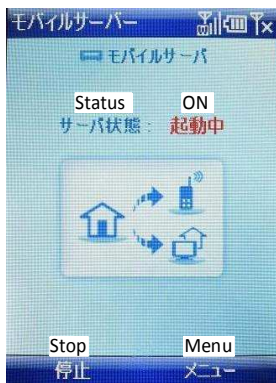 モバイルサーバー
モバイルサーバ
Status ON
サーバ状態： 起動中
Stop Menu
停止 メニュー